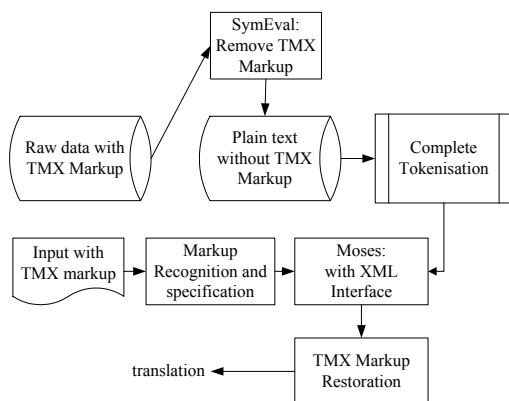 SymEval:
Remove TMX
Markup
Raw data with
TMX Markup
Plain text
without TMX
Markup
Complete
Tokenisation
Input with
TMX markup
Markup
Recognition and
specification
Moses:
with XML
Interface
translation
TMX Markup
Restoration